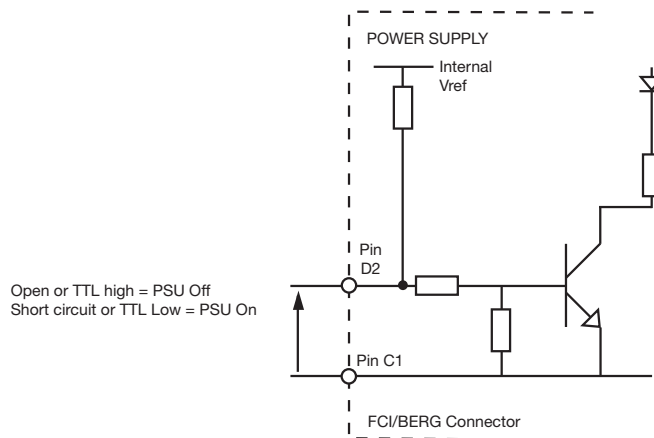 POWER SUPPLY
Internal
Vref
Pin
D2
Open or TTL high = PSU Off
Short circuit or TTL Low = PSU On
Pin C1
FCI/BERG Connector